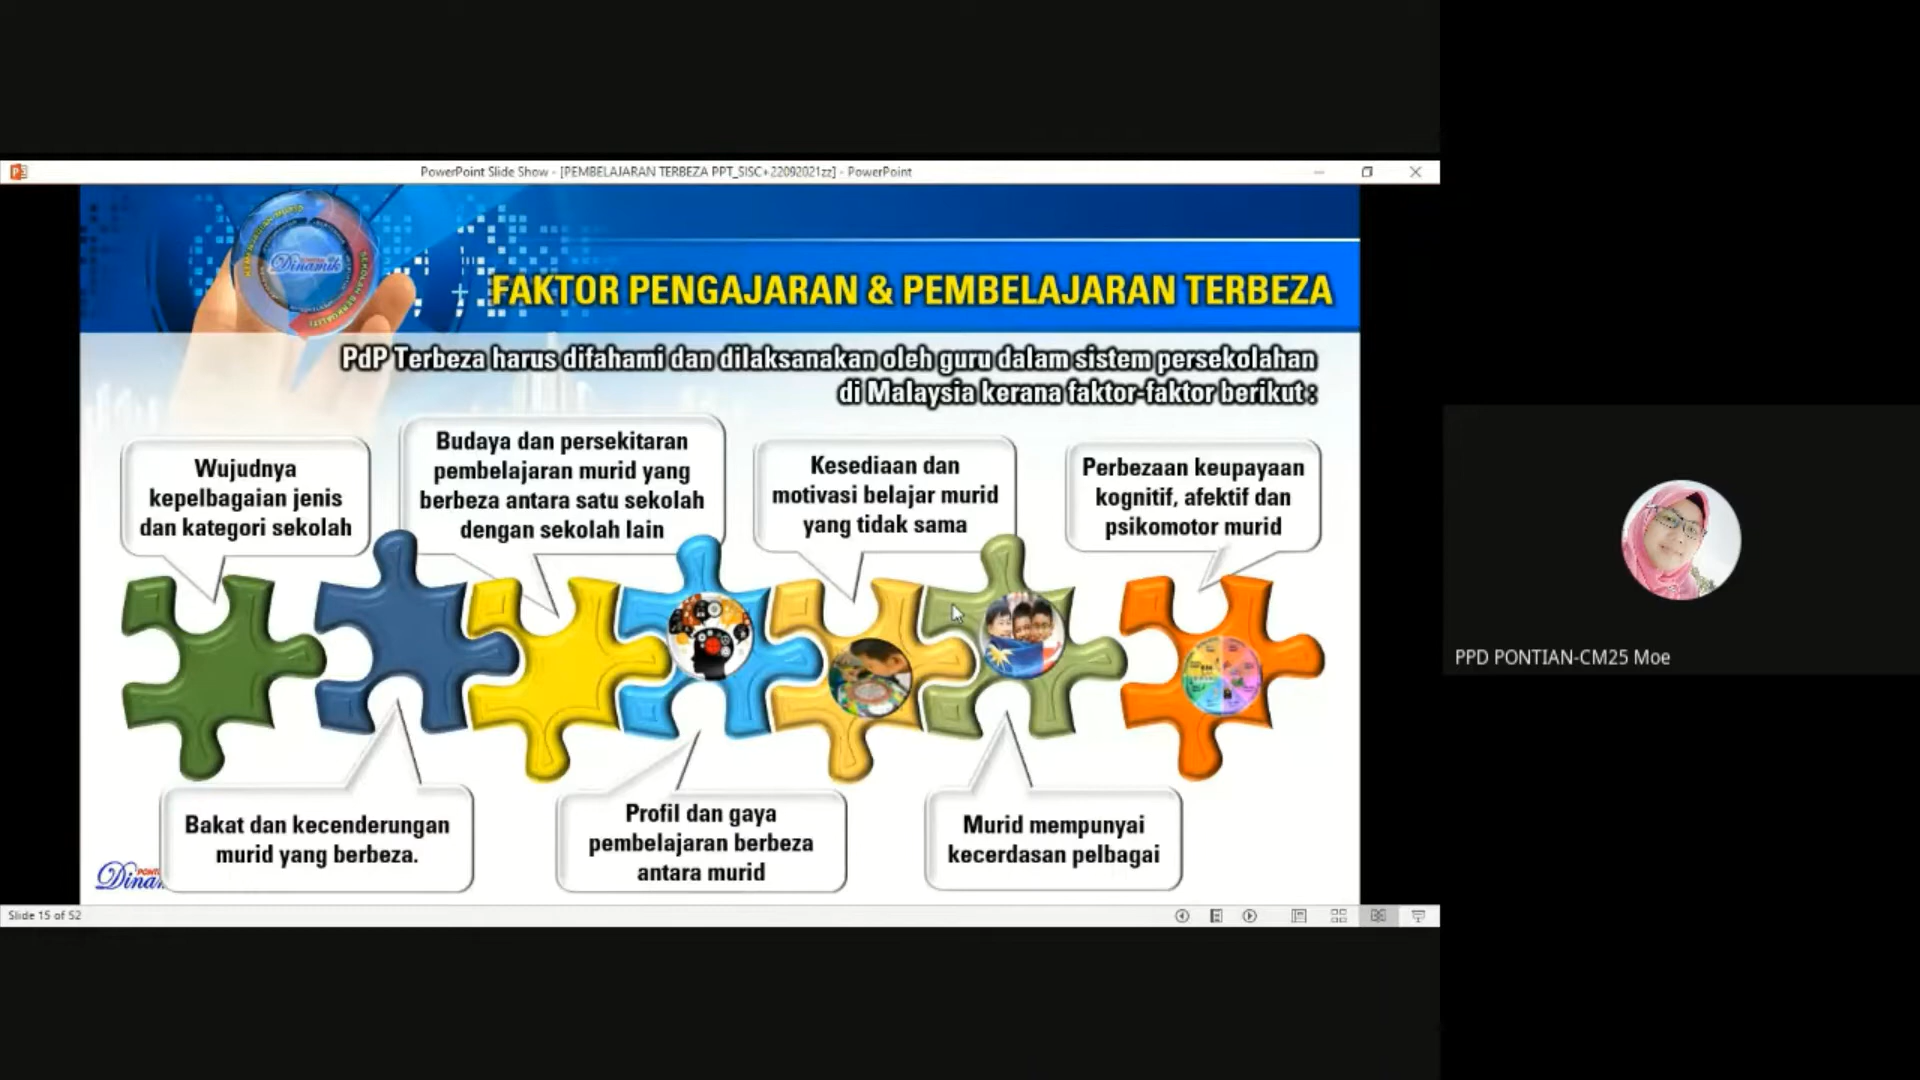 PowerPoint Slide Show - [PEMBELAJARAN TERBEZA PPT_SISC+22092021zz] - PowerPoint
Dinamik
FAKTOR PENGAJARAN & PEMBELAJARAN TERBEZA
PdP Terbeza harus difahami dan dilaksanakan oleh guru dalam sistem persekolahan
di Malaysia kerana faktor-faktor berikut :
Wujudnya
kepelbagaian jenis
dan kategori sekolah
Budaya dan persekitaran
pembelajaran murid yang
berbeza antara satu sekolah
dengan sekolah lain
Kesediaan dan
motivasi belajar murid
yang tidak sama
Perbezaan keupayaan
kognitif, afektif dan
psikomotor murid
Bakat dan kecenderungan
murid yang berbeza.
Profil dan gaya
pembelajaran berbeza
antara murid
Murid mempunyai
kecerdasan pelbagai
Slide 15 of 52
PPD PONTIAN-CM25 Moe